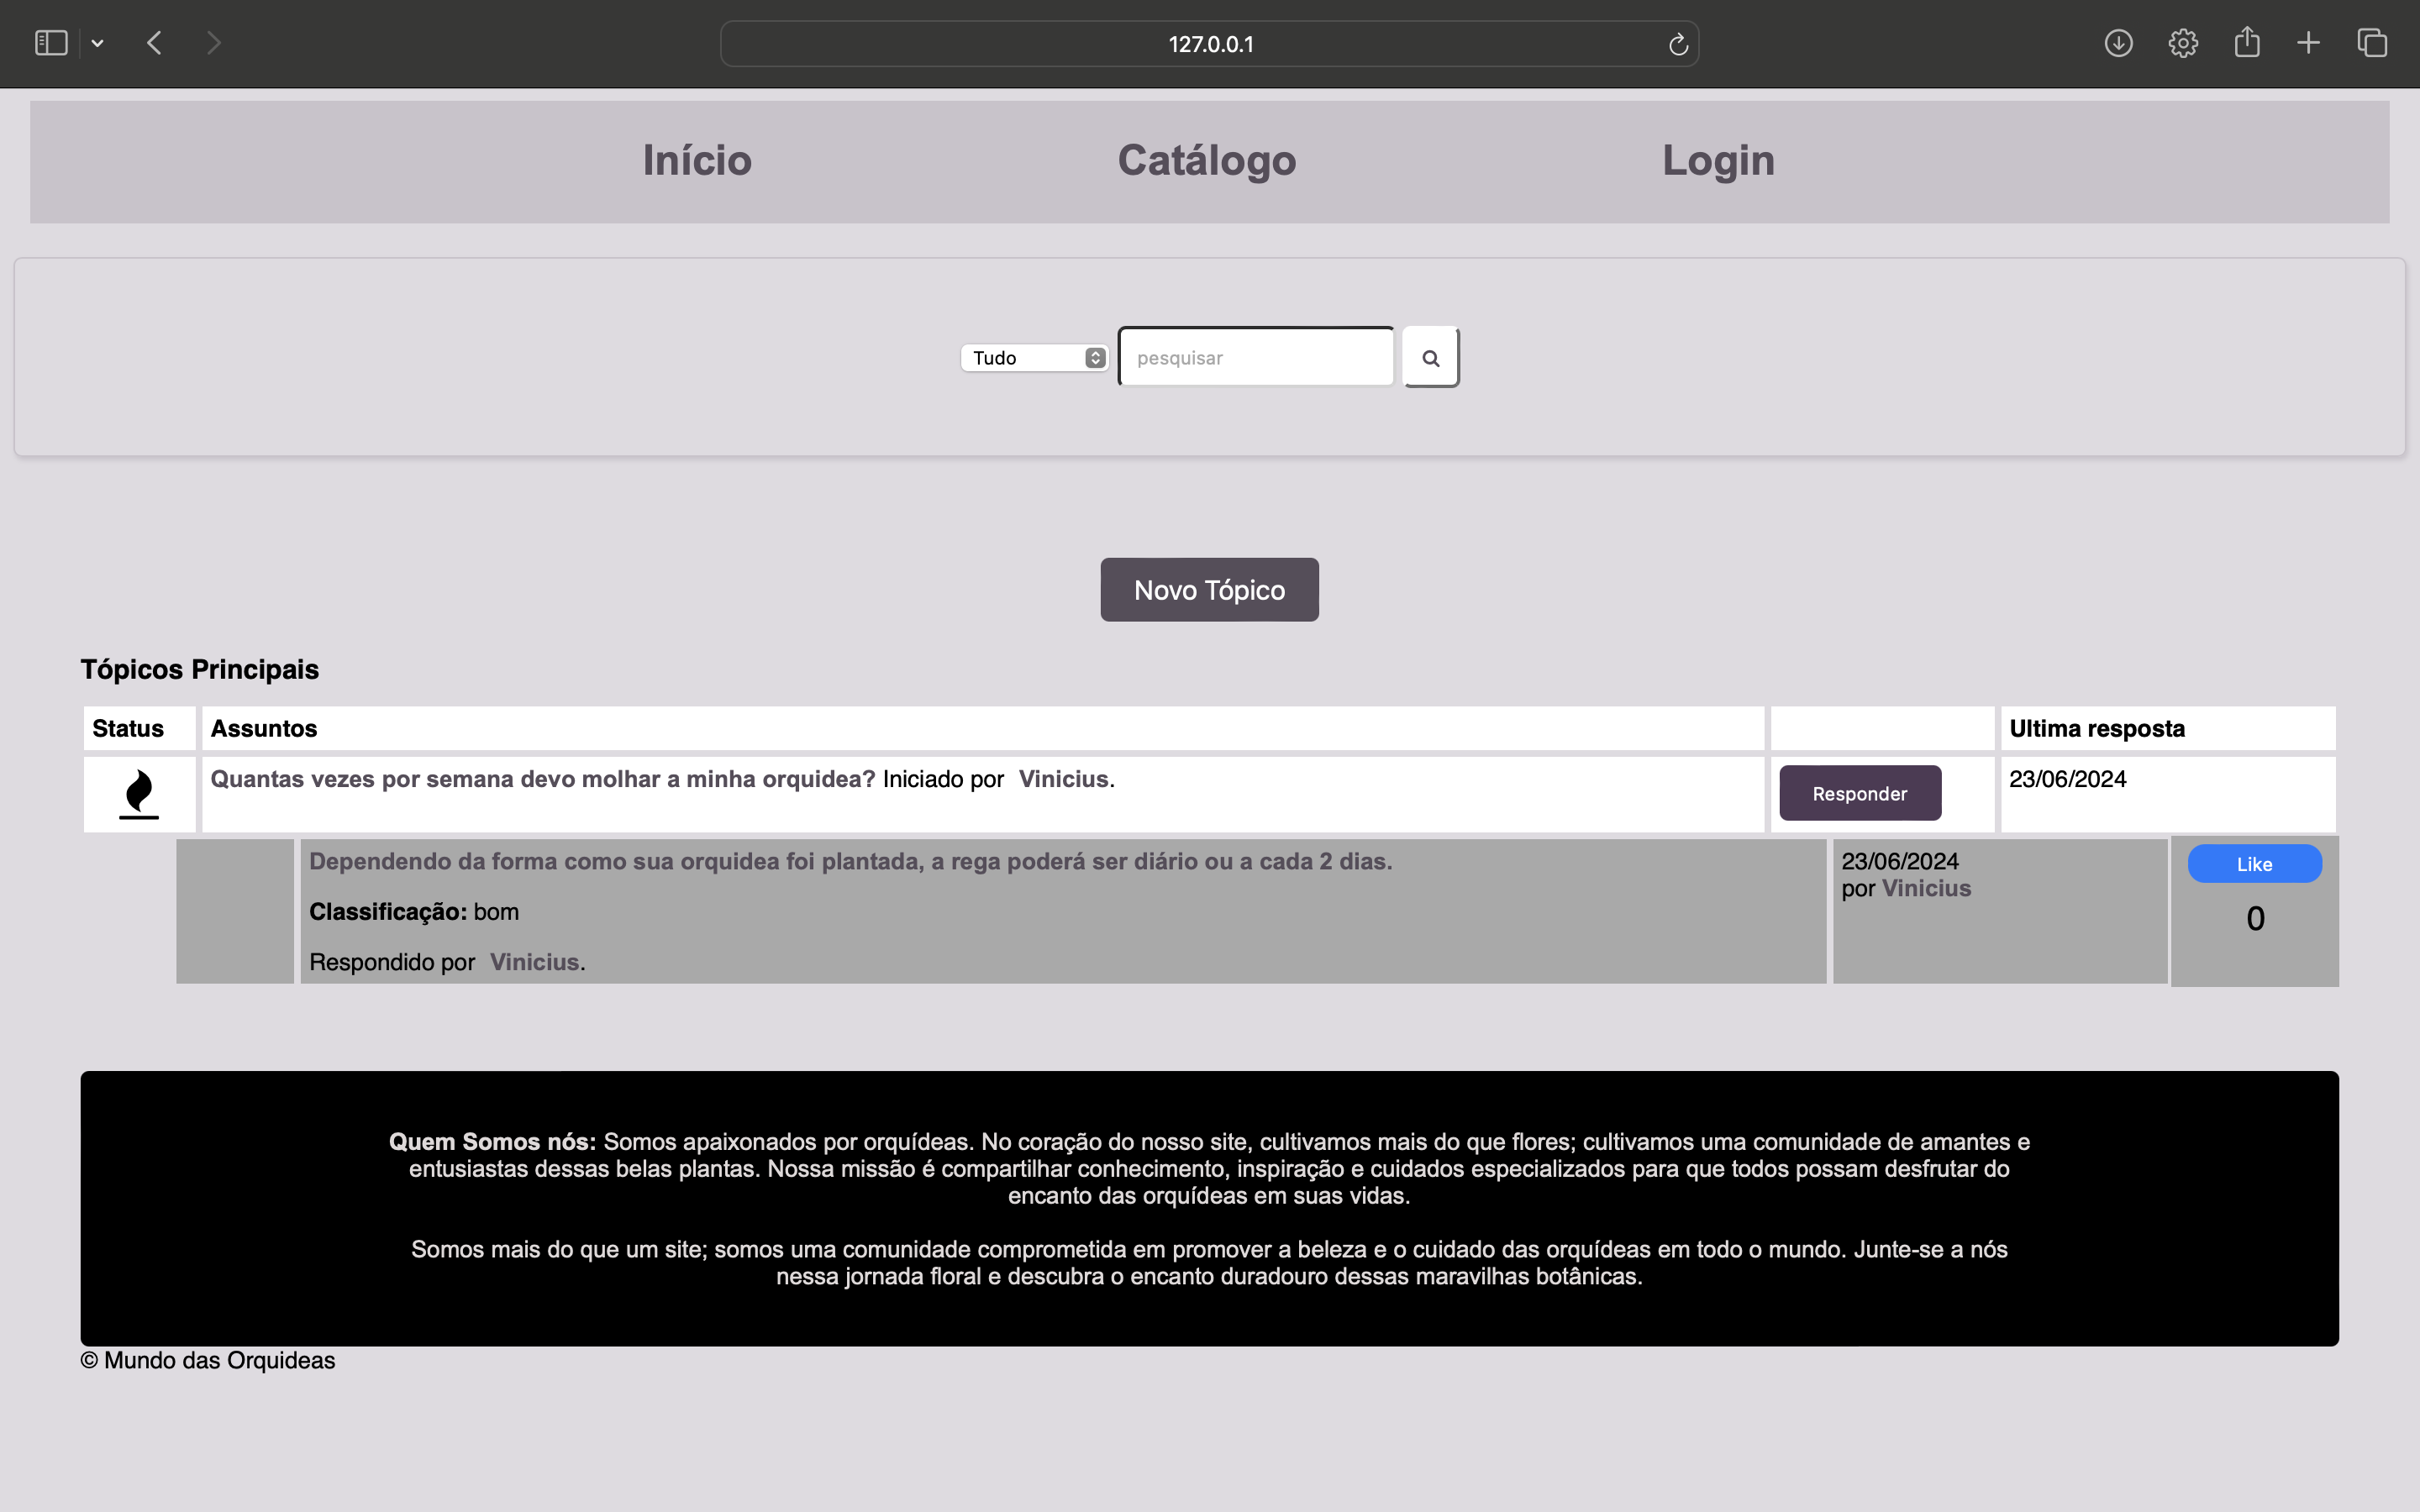 127.0.0.1
Início Catálogo Login
Tudo pesquisar
Novo Tópico
Tópicos Principais
Status Assuntos Ultima resposta
Quantas vezes por semana devo molhar a minha orquidea? Iniciado por Vinicius. Responder 23/06/2024
Dependendo da forma como sua orquidea foi plantada, a rega poderá ser diário ou a cada 2 dias. 23/06/2024 Like
por Vinicius
Classificação: bom 0
Respondido por Vinicius.
Quem Somos nós: Somos apaixonados por orquídeas. No coração do nosso site, cultivamos mais do que flores; cultivamos uma comunidade de amantes e
entusiastas dessas belas plantas. Nossa missão é compartilhar conhecimento, inspiração e cuidados especializados para que todos possam desfrutar do
encanto das orquídeas em suas vidas.
Somos mais do que um site; somos uma comunidade comprometida em promover a beleza e o cuidado das orquídeas em todo o mundo. Junte-se a nós
nessa jornada floral e descubra o encanto duradouro dessas maravilhas botânicas.
© Mundo das Orquideas